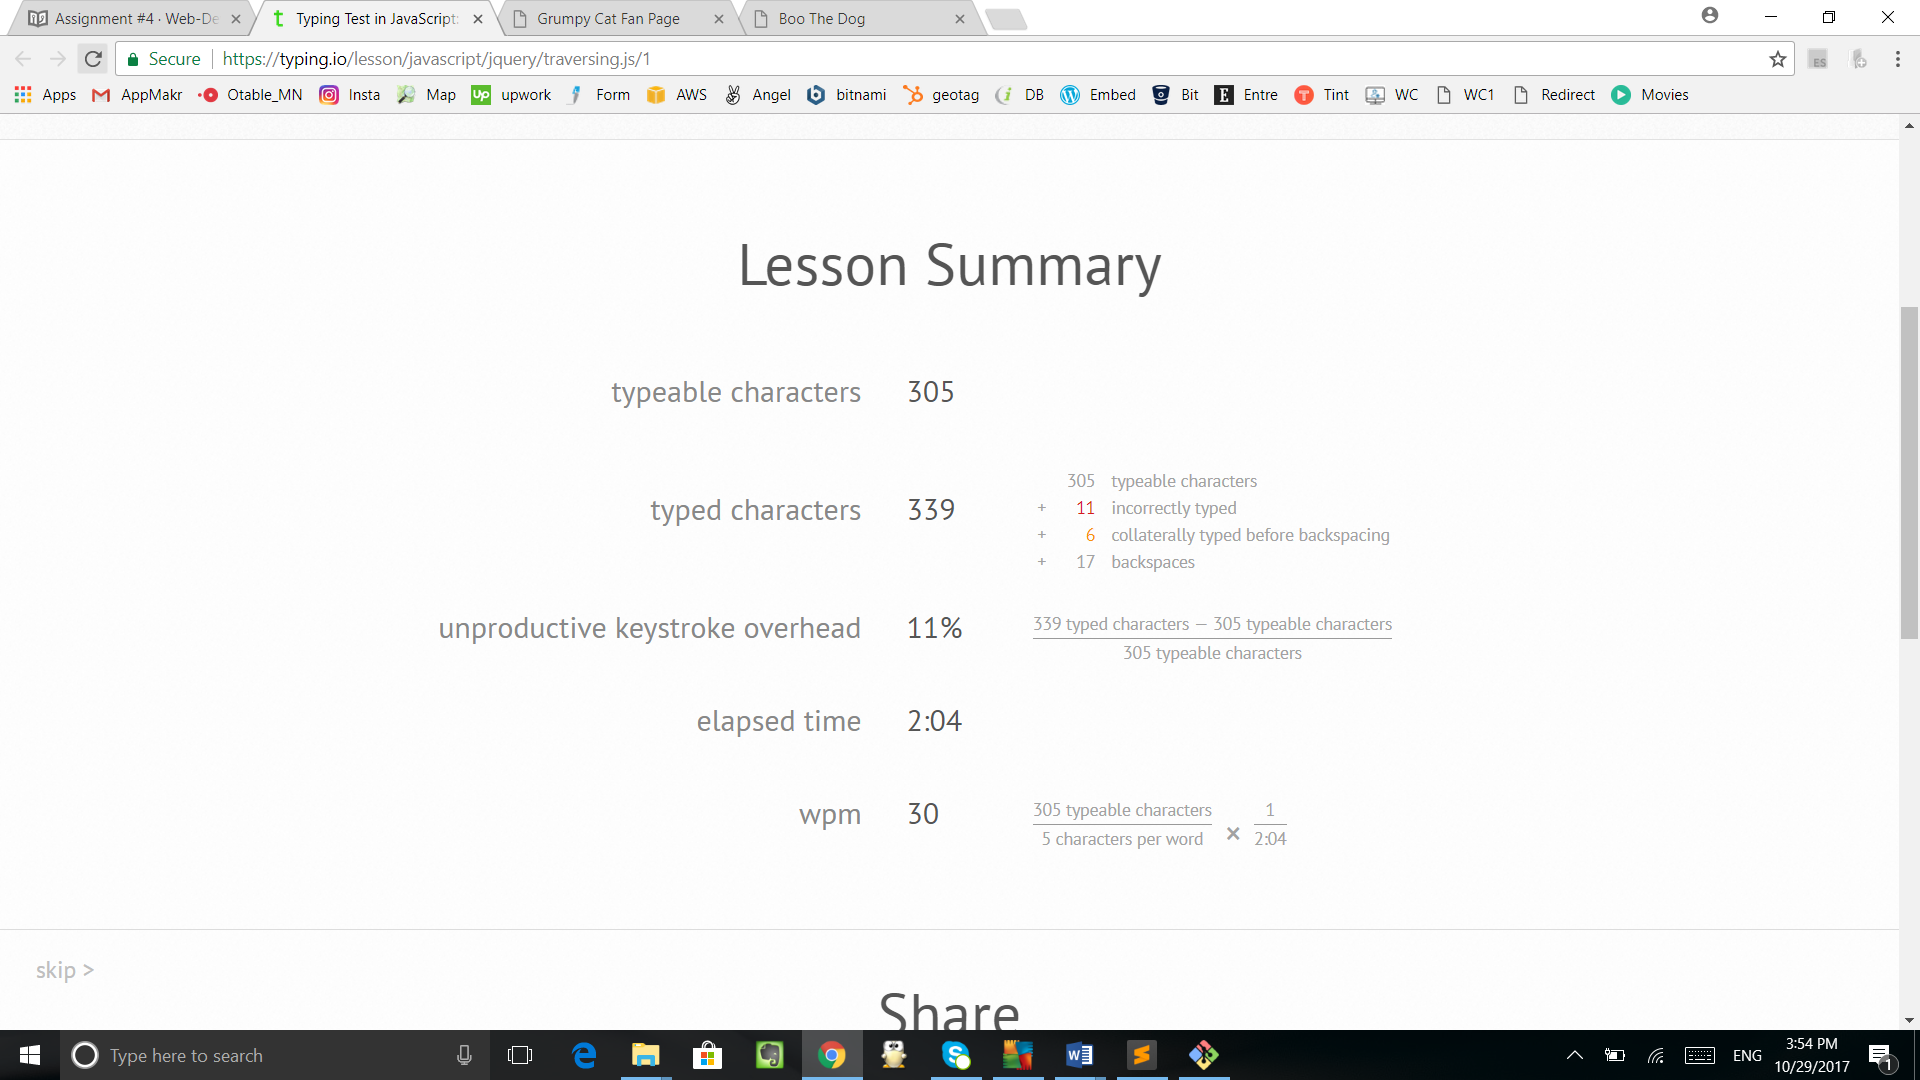 Assignment #4 · Web-De
Typing Test in JavaScript:
Grumpy Cat Fan Page
Boo The Dog
Secure https://typing.io/lesson/javascript/jquery/traversing.js/1
Apps AppMakr Otable_MN Insta Map upwork Form AWS Angel bitnami geotag DB Embed Bit Entre Tint WC WC1 Redirect Movies
Lesson Summary
typeable characters 305
typed characters 339
305 typeable characters
+ 11 incorrectly typed
+ 6 collaterally typed before backspacing
+ 17 backspaces
unproductive keystroke overhead 11%
339 typed characters — 305 typeable characters
305 typeable characters
elapsed time 2:04
wpm 30
305 typeable characters
5 characters per word
×
1
2:04
skip >
Share
Type here to search
ENG
3:54 PM
10/29/2017
1